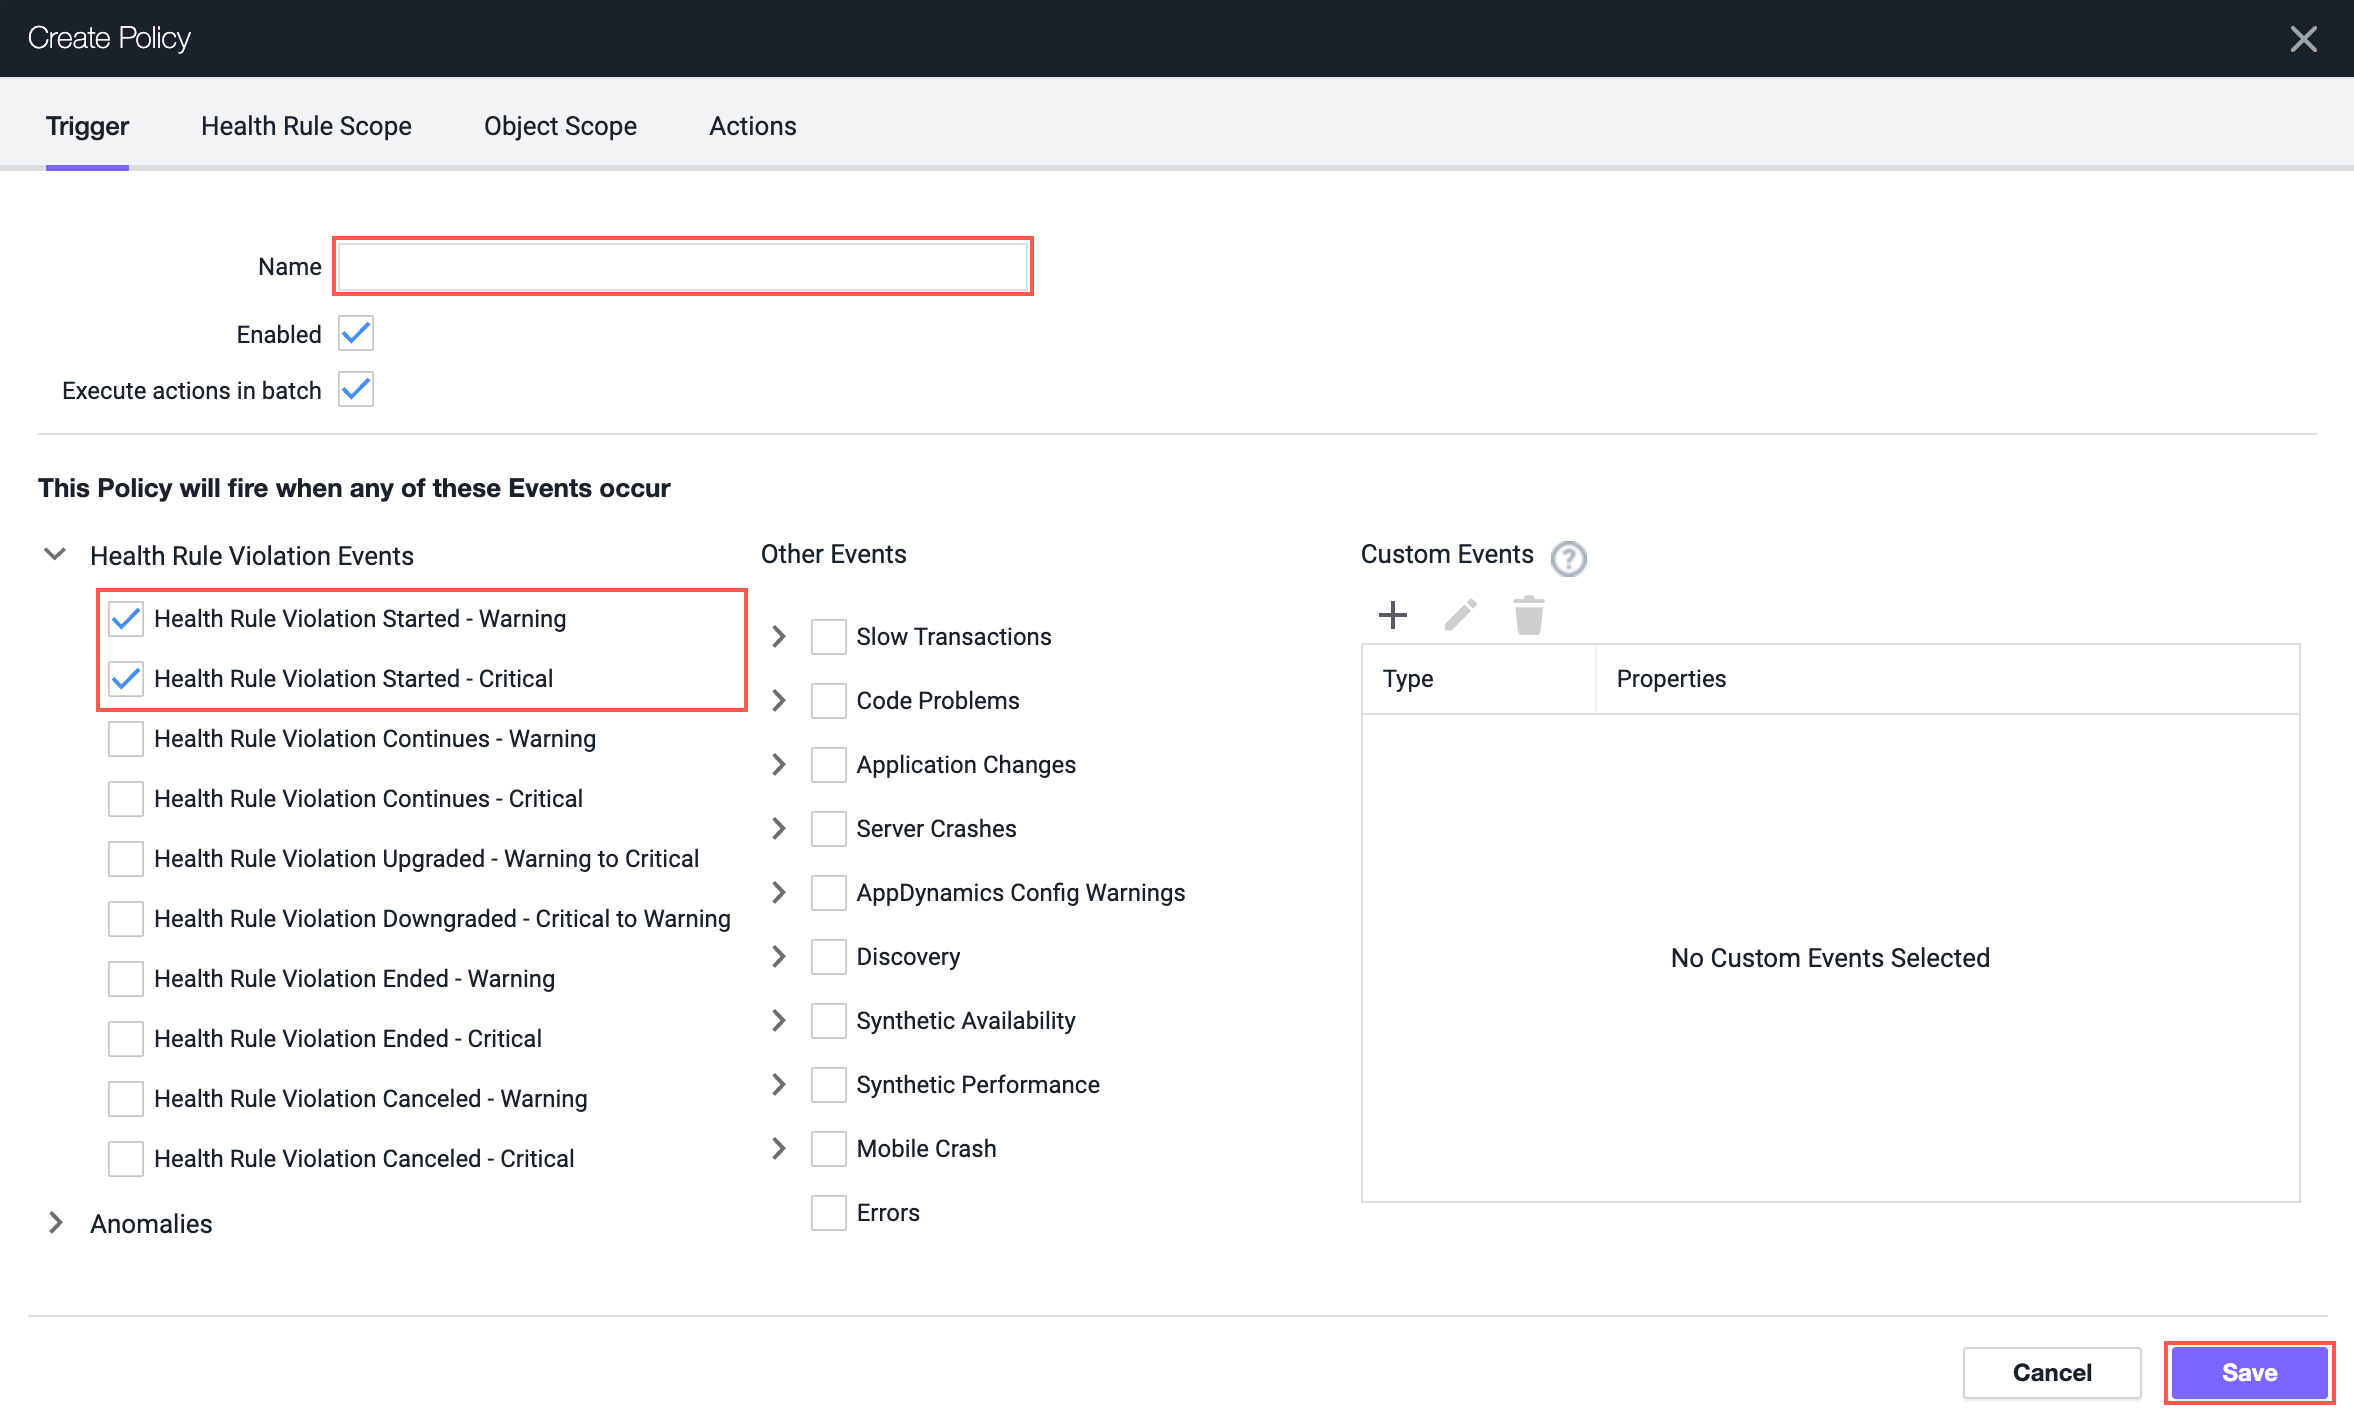 Create Policy
Trigger
Health Rule Scope
Object Scope
Actions
Name
Enabled
Execute actions in batch
This Policy will fire when any of these Events occur
Health Rule Violation Events
Health Rule Violation Started - Warning
Health Rule Violation Started - Critical
Health Rule Violation Continues - Warning
Health Rule Violation Continues - Critical
Health Rule Violation Upgraded - Warning to Critical
Health Rule Violation Downgraded - Critical to Warning
Health Rule Violation Ended - Warning
Health Rule Violation Ended - Critical
Health Rule Violation Canceled - Warning
Health Rule Violation Canceled - Critical
Anomalies
Other Events
Slow Transactions
Code Problems
Application Changes
Server Crashes
AppDynamics Config Warnings
Discovery
Synthetic Availability
Synthetic Performance
Mobile Crash
Errors
Custom Events
?
Type
Properties
No Custom Events Selected
Cancel
Save